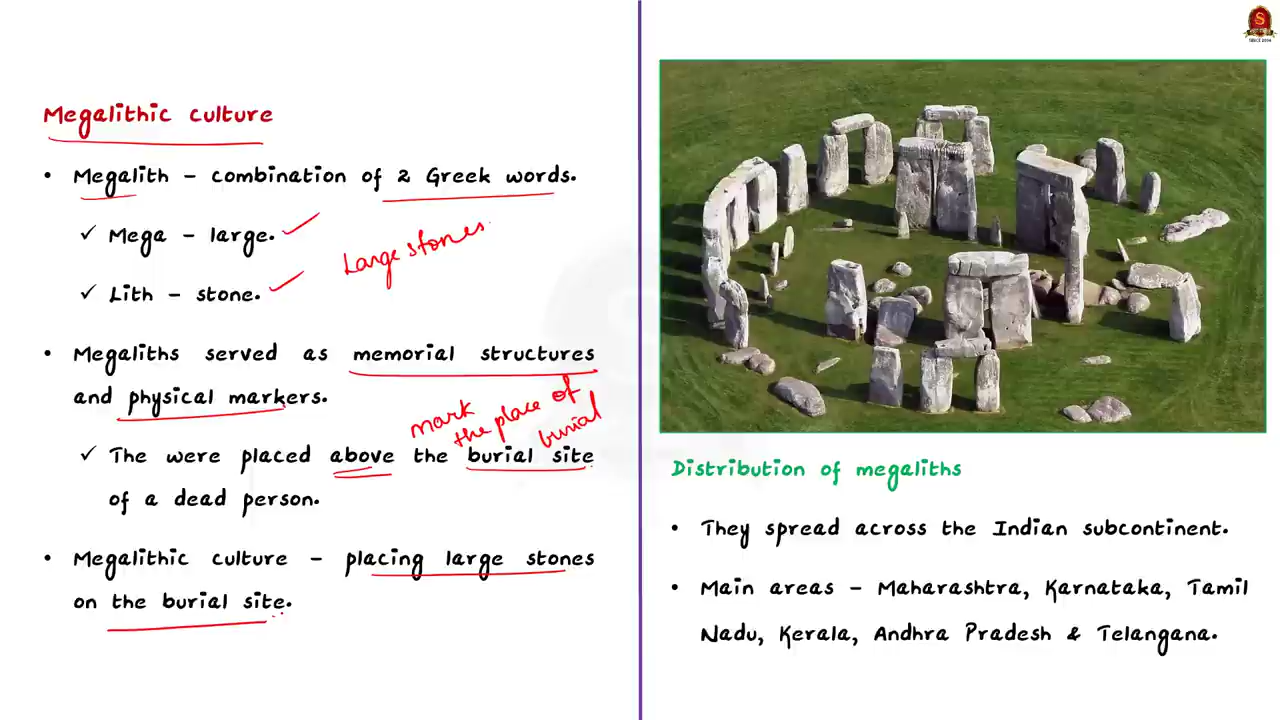 Megalithic culture
• Megalith – combination of 2 Greek words.
✓ Mega – large.
Large stones
✓ Lith – stone.
• Megaliths served as memorial structures
and physical markers.
mark
the place of
burial
✓ The were placed above the burial site
of a dead person.
• Megalithic culture – placing large stones
on the burial site.
S
SINCE 2004
Distribution of megaliths
• They spread across the Indian subcontinent.
• Main areas – Maharashtra, Karnataka, Tamil
Nadu, Kerala, Andhra Pradesh & Telangana.